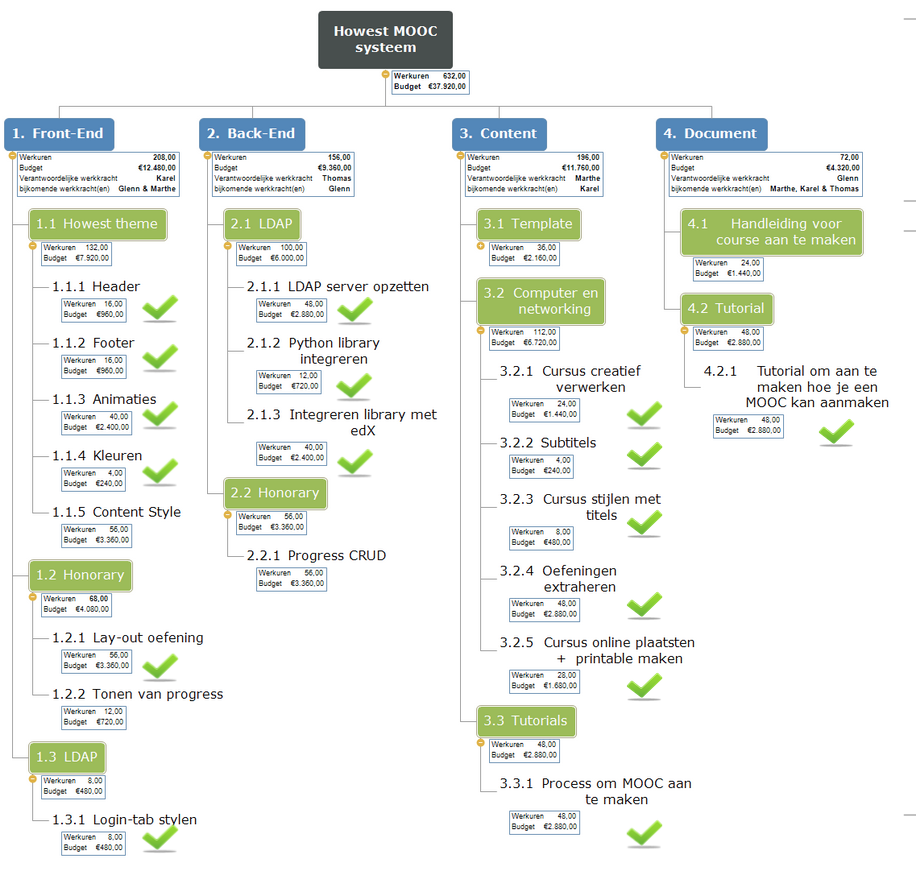 Howest MOOC
systeem
Werkuren 632,00
Budget €37.920,00
1. Front-End
Werkuren 208,00
Budget €12.480,00
Verantwoordelijke werkkracht Karel
bijkomende werkkracht(en) Glenn & Marthe
1.1 Howest theme
Werkuren 132,00
Budget €7.920,00
1.1.1 Header
Werkuren 16,00
Budget €960,00
1.1.2 Footer
Werkuren 16,00
Budget €960,00
1.1.3 Animaties
Werkuren 40,00
Budget €2.400,00
1.1.4 Kleuren
Werkuren 4,00
Budget €240,00
1.1.5 Content Style
Werkuren 56,00
Budget €3.360,00
1.2 Honorary
Werkuren 68,00
Budget €4.080,00
1.2.1 Lay-out oefening
Werkuren 56,00
Budget €3.360,00
1.2.2 Tonen van progress
Werkuren 12,00
Budget €720,00
1.3 LDAP
Werkuren 8,00
Budget €480,00
1.3.1 Login-tab stylen
Werkuren 8,00
Budget €480,00
2. Back-End
Werkuren 156,00
Budget €9.360,00
Verantwoordelijke werkkracht Thomas
bijkomende werkkracht(en) Glenn
2.1 LDAP
Werkuren 100,00
Budget €6.000,00
2.1.1 LDAP server opzetten
Werkuren 48,00
Budget €2.880,00
2.1.2 Python library
integreren
Werkuren 12,00
Budget €720,00
2.1.3 Integreren library met
edX
Werkuren 40,00
Budget €2.400,00
2.2 Honorary
Werkuren 56,00
Budget €3.360,00
2.2.1 Progress CRUD
Werkuren 56,00
Budget €3.360,00
3. Content
Werkuren 196,00
Budget €11.760,00
Verantwoordelijke werkkracht Marthe
bijkomende werkkracht(en) Karel
3.1 Template
Werkuren 36,00
Budget €2.160,00
3.2 Computer en
networking
Werkuren 112,00
Budget €6.720,00
3.2.1 Cursus creatief
verwerken
Werkuren 24,00
Budget €1.440,00
3.2.2 Subtitels
Werkuren 4,00
Budget €240,00
3.2.3 Cursus stijlen met
titels
Werkuren 8,00
Budget €480,00
3.2.4 Oefeningen
extraheren
Werkuren 48,00
Budget €2.880,00
3.2.5 Cursus online plaatsten
+ printable maken
Werkuren 28,00
Budget €1.680,00
3.3 Tutorials
Werkuren 48,00
Budget €2.880,00
3.3.1 Process om MOOC aan
te maken
Werkuren 48,00
Budget €2.880,00
4. Document
Werkuren 72,00
Budget €4.320,00
Verantwoordelijke werkkracht Glenn
bijkomende werkkracht(en) Marthe, Karel & Thomas
4.1 Handleiding voor
course aan te maken
Werkuren 24,00
Budget €1.440,00
4.2 Tutorial
Werkuren 48,00
Budget €2.880,00
4.2.1 Tutorial om aan te
maken hoe je een
MOOC kan aanmaken
Werkuren 48,00
Budget €2.880,00